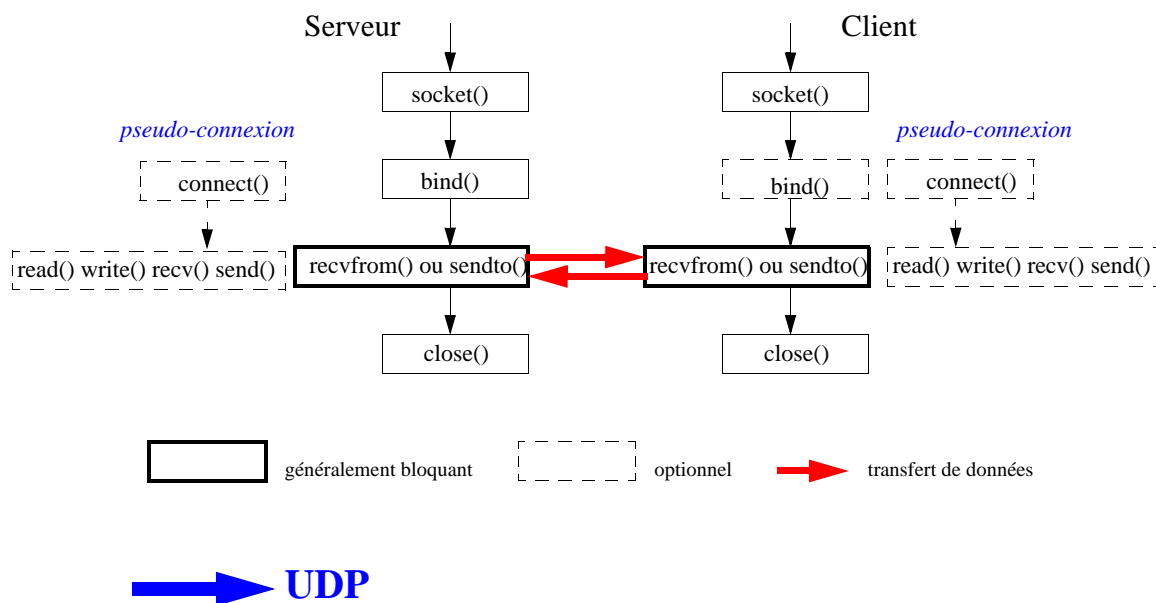 Serveur
Client
socket()
socket()
pseudo-connexion
pseudo-connexion
connect()
bind()
bind()
connect()
read() write() recv() send()
recvfrom() ou sendto()
recvfrom() ou sendto()
read() write() recv() send()
close()
close()
généralement bloquant
optionnel
transfert de données
UDP